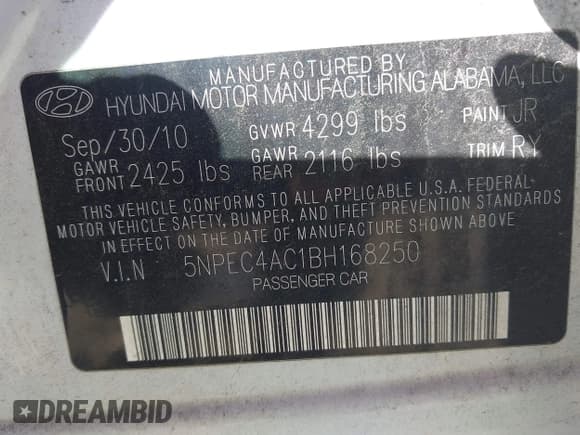 MANUFACTURED BY
HYUNDAI MOTOR MANUFACTURING ALABAMA, LLC
Sep/30/10 GVWR 4299 lbs PAINT JR
GAWR FRONT 2425 lbs GAWR REAR 2116 lbs TRIM RY
THIS VEHICLE CONFORMS TO ALL APPLICABLE U.S.A. FEDERAL
MOTOR VEHICLE SAFETY, BUMPER, AND THEFT PREVENTION STANDARDS
IN EFFECT ON THE DATE OF MANUFACTURE SHOWN ABOVE.
V.I.N 5NPEC4AC1BH168250
PASSENGER CAR
DREAMBID